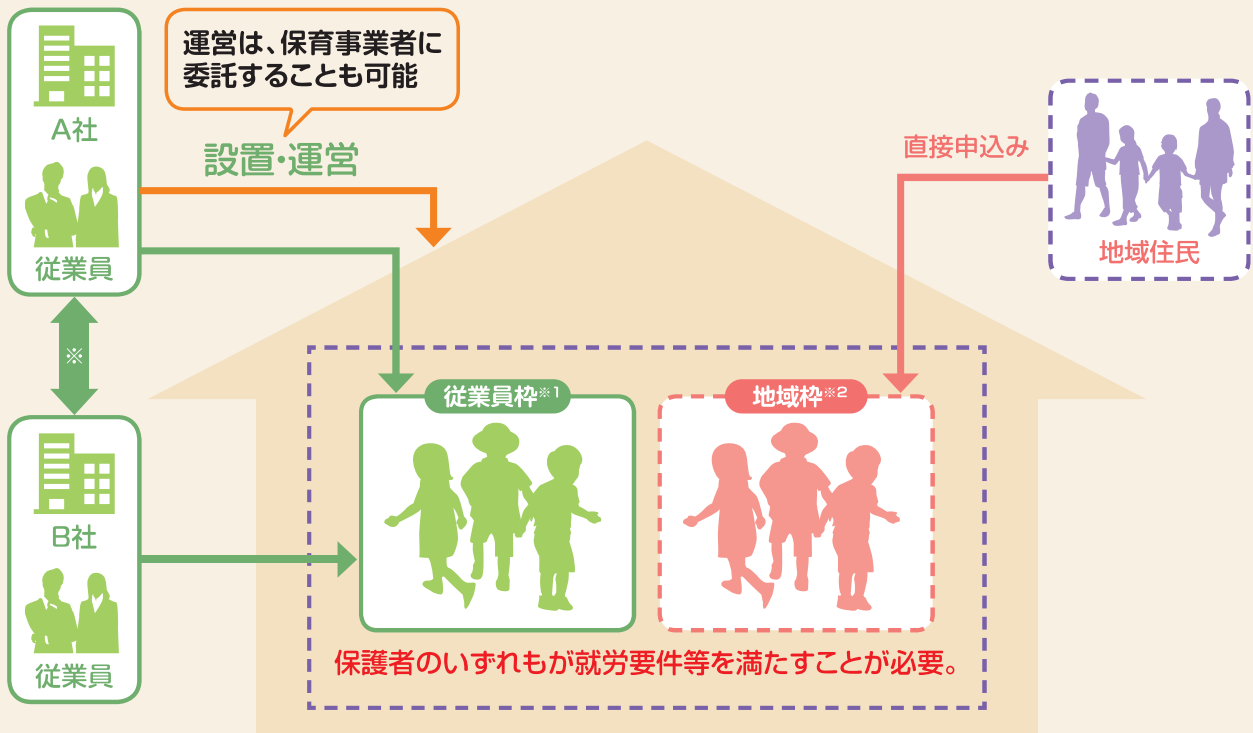 A社
従業員
※
B社
従業員
運営は、保育事業者に
委託することも可能
設置・運営
直接申込み
地域住民
従業員枠※1
地域枠※2
保護者のいずれもが就労要件等を満たすことが必要。